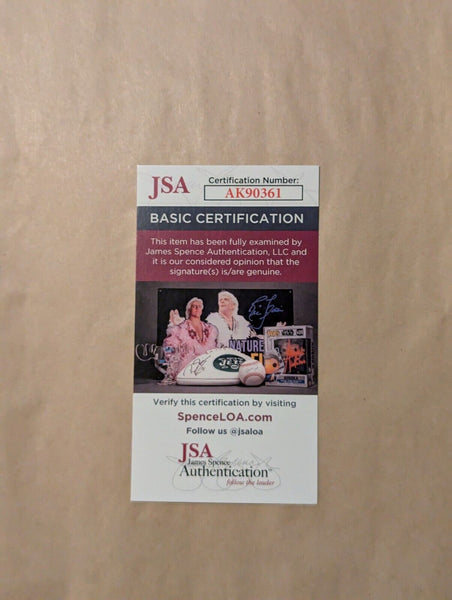 JSA
Certification Number:
AK90361
BASIC CERTIFICATION
This item has been fully examined by
James Spence Authentication, LLC and
it is our considered opinion that the
signature(s) is/are genuine.
NATURE
JETS
Verify this certification by visiting
SpenceLOA.com
Follow us @jsaloa
JSA
James Spence
Authentication
follow the leader